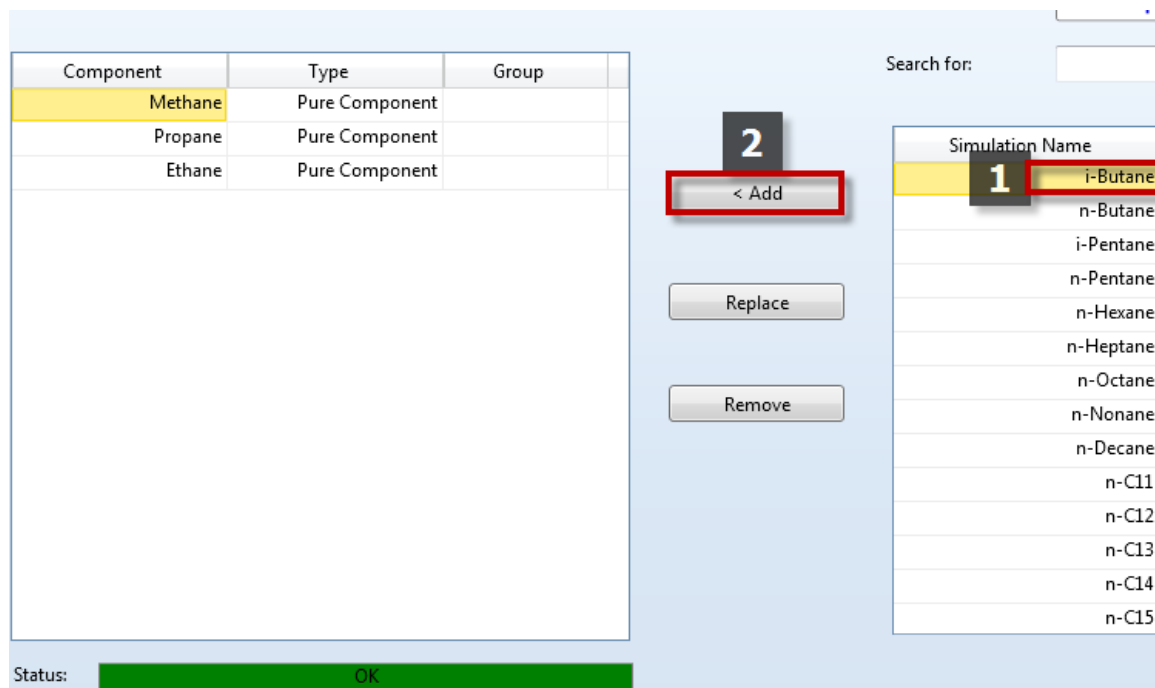 Component Type Group
Methane Pure Component
Propane Pure Component
Ethane Pure Component
Status: OK
2
< Add
Replace
Remove
Search for:
Simulation Name
1
i-Butane
n-Butane
i-Pentane
n-Pentane
n-Hexane
n-Heptane
n-Octane
n-Nonane
n-Decane
n-C11
n-C12
n-C13
n-C14
n-C15